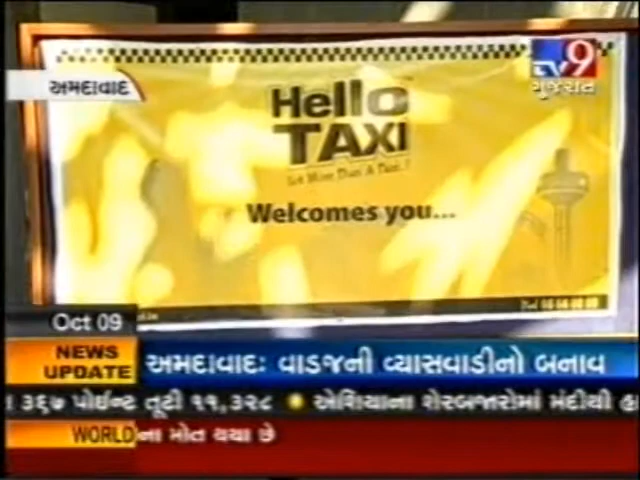 TV9
ગુજરાત
અમદાવાદ
Hello
TAXI
Welcomes you...
Oct 09
NEWS UPDATE
અમદાવાદ: વાડજની વ્યાસવાડીનો બનાવ
૩૬૭ પોઈન્ટ તૂટી ૧૧,૩૨૮ • એશિયાના શેરબજારોમાં મંદીથી
WORLD ના મોત થયા છે